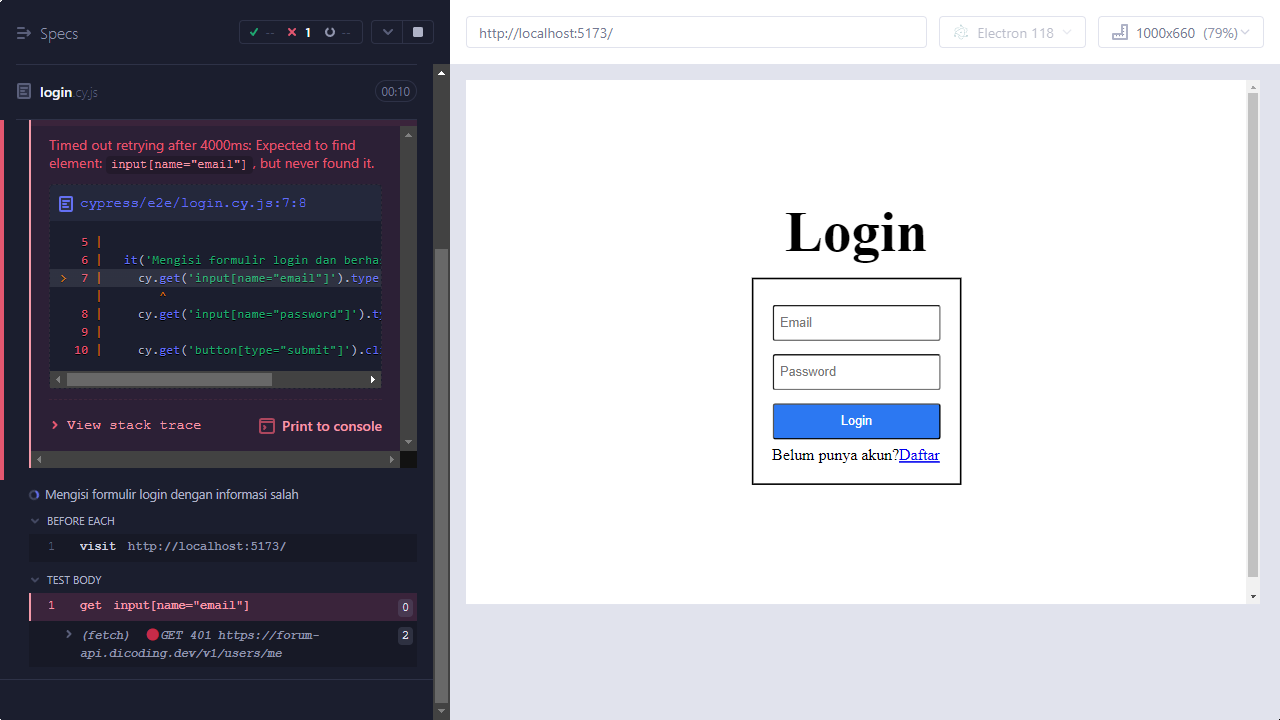 Specs
-- 1 --
login.cy.js
00:10
Timed out retrying after 4000ms: Expected to find
element: input[name="email"] , but never found it.
cypress/e2e/login.cy.js:7:8
5 |
6 | it('Mengisi formulir login dan berha
> 7 | cy.get('input[name="email"]').type
| ^
8 | cy.get('input[name="password"]').ty
9 |
10 | cy.get('button[type="submit"]').cli
View stack trace
Print to console
Mengisi formulir login dengan informasi salah
BEFORE EACH
1 visit http://localhost:5173/
TEST BODY
1 get input[name="email"] 0
(fetch) GET 401 https://forum-
api.dicoding.dev/v1/users/me 2
http://localhost:5173/
Electron 118
1000x660 (79%)
Login
Email
Password
Login
Belum punya akun?Daftar